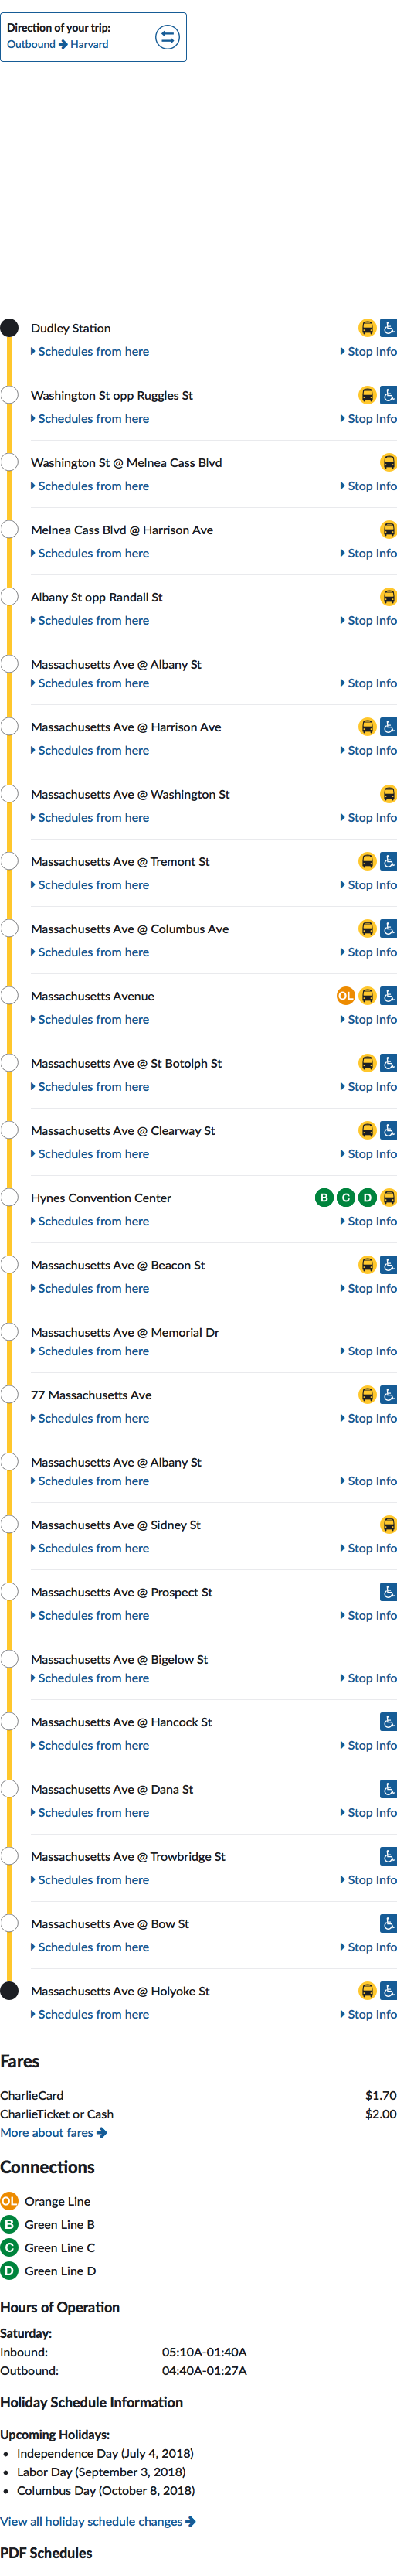 Direction of your trip:
Outbound → Harvard
Dudley Station
Schedules from here Stop Info
Washington St opp Ruggles St
Schedules from here Stop Info
Washington St @ Melnea Cass Blvd
Schedules from here Stop Info
Melnea Cass Blvd @ Harrison Ave
Schedules from here Stop Info
Albany St opp Randall St
Schedules from here Stop Info
Massachusetts Ave @ Albany St
Schedules from here Stop Info
Massachusetts Ave @ Harrison Ave
Schedules from here Stop Info
Massachusetts Ave @ Washington St
Schedules from here Stop Info
Massachusetts Ave @ Tremont St
Schedules from here Stop Info
Massachusetts Ave @ Columbus Ave
Schedules from here Stop Info
Massachusetts Avenue OL
Schedules from here Stop Info
Massachusetts Ave @ St Botolph St
Schedules from here Stop Info
Massachusetts Ave @ Clearway St
Schedules from here Stop Info
Hynes Convention Center B C D
Schedules from here Stop Info
Massachusetts Ave @ Beacon St
Schedules from here Stop Info
Massachusetts Ave @ Memorial Dr
Schedules from here Stop Info
77 Massachusetts Ave
Schedules from here Stop Info
Massachusetts Ave @ Albany St
Schedules from here Stop Info
Massachusetts Ave @ Sidney St
Schedules from here Stop Info
Massachusetts Ave @ Prospect St
Schedules from here Stop Info
Massachusetts Ave @ Bigelow St
Schedules from here Stop Info
Massachusetts Ave @ Hancock St
Schedules from here Stop Info
Massachusetts Ave @ Dana St
Schedules from here Stop Info
Massachusetts Ave @ Trowbridge St
Schedules from here Stop Info
Massachusetts Ave @ Bow St
Schedules from here Stop Info
Massachusetts Ave @ Holyoke St
Schedules from here Stop Info
Fares
CharlieCard $1.70
CharlieTicket or Cash $2.00
More about fares →
Connections
OL Orange Line
B Green Line B
C Green Line C
D Green Line D
Hours of Operation
Saturday:
Inbound: 05:10A-01:40A
Outbound: 04:40A-01:27A
Holiday Schedule Information
Upcoming Holidays:
• Independence Day (July 4, 2018)
• Labor Day (September 3, 2018)
• Columbus Day (October 8, 2018)
View all holiday schedule changes →
PDF Schedules